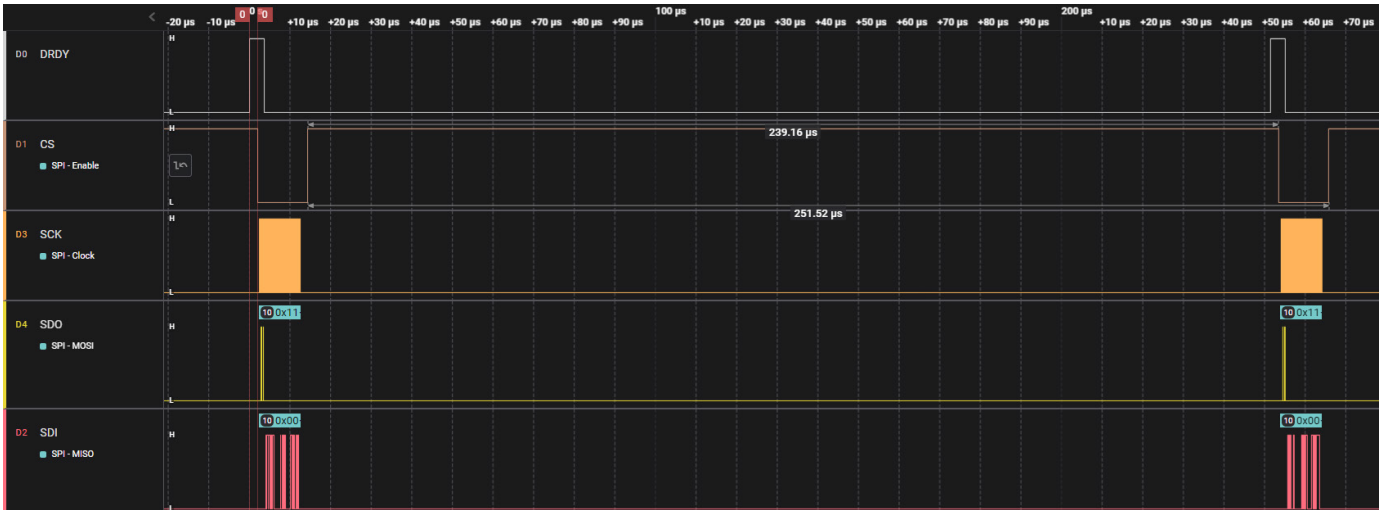 0 0 0 100 µs 200 µs
-20 µs -10 µs +10 µs +20 µs +30 µs +40 µs +50 µs +60 µs +70 µs +80 µs +90 µs +10 µs +20 µs +30 µs +40 µs +50 µs +60 µs +70 µs +80 µs +90 µs +10 µs +20 µs +30 µs +40 µs +50 µs +60 µs +70 µs
H
D0 DRDY
L
H
239.16 µs
D1 CS
SPI - Enable
L
251.52 µs
H
D3 SCK
SPI - Clock
L
10 0x11 10 0x11
D4 SDO H
SPI - MOSI
L
10 0x00 10 0x00
D2 SDI H
SPI - MISO
L